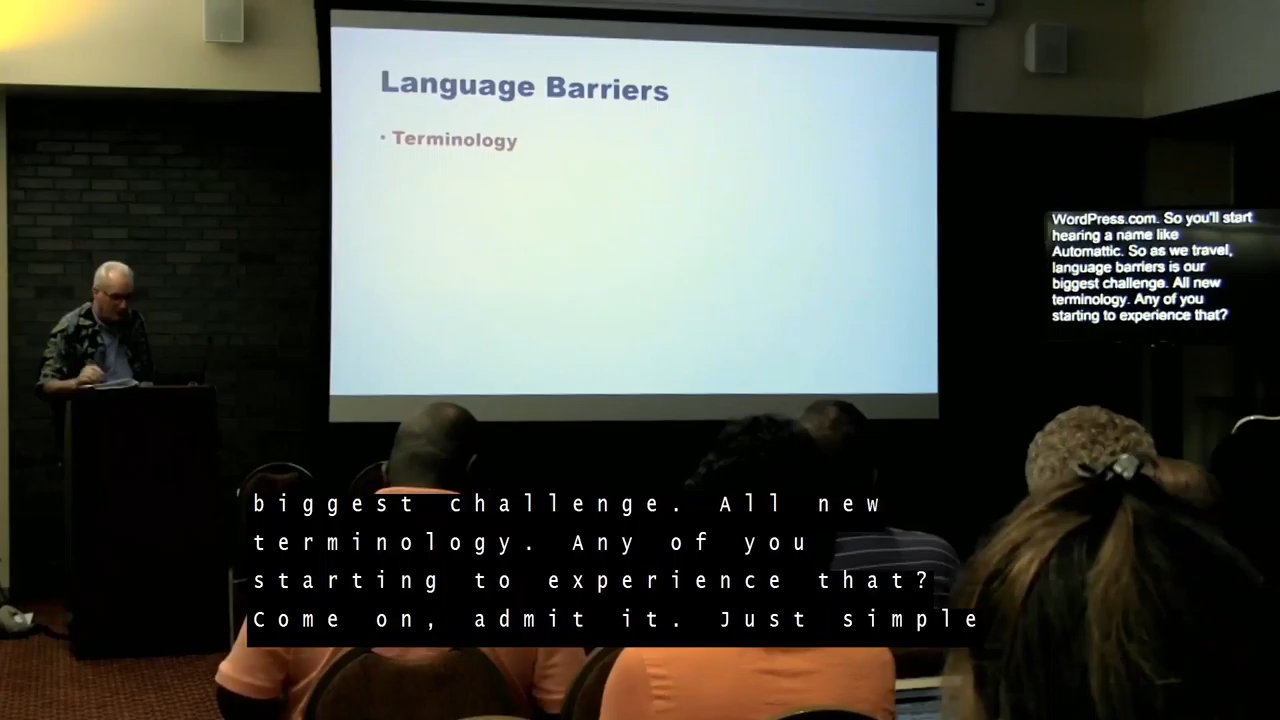 Language Barriers
• Terminology
WordPress.com. So you'll start
hearing a name like
Automattic. So as we travel,
language barriers is our
biggest challenge. All new
terminology. Any of you
starting to experience that?
biggest challenge. All new
terminology. Any of you
starting to experience that?
Come on, admit it. Just simple